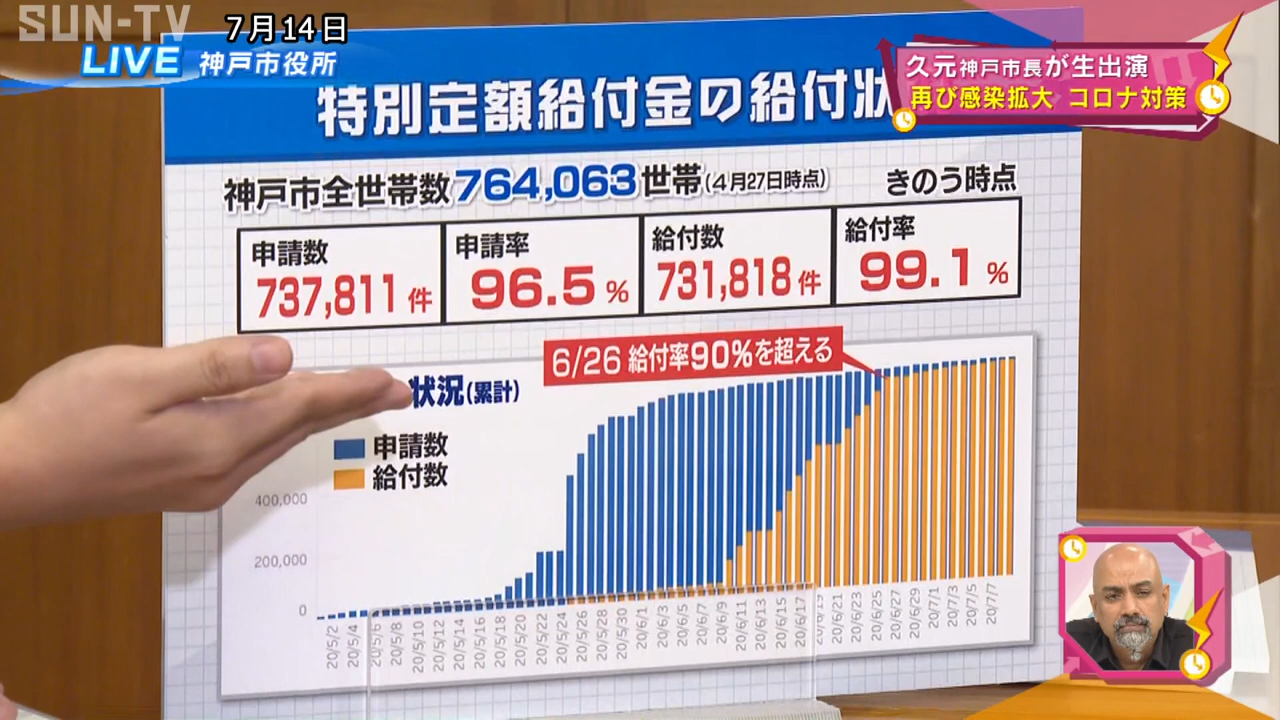 SUN-TV
7月14日
LIVE 神戸市役所
久元神戸市長が生出演
再び感染拡大 コロナ対策
特別定額給付金の給付状
神戸市全世帯数764,063世帯(4月27日時点)
きのう時点
申請数
737,811件
申請率
96.5%
給付数
731,818件
給付率
99.1%
6/26 給付率90%を超える
状況(累計)
申請数
給付数
400,000
200,000
0
20/5/2
20/5/4
20/5/6
20/5/8
20/5/10
20/5/12
20/5/14
20/5/16
20/5/18
20/5/20
20/5/22
20/5/24
20/5/26
20/5/28
20/5/30
20/6/1
20/6/3
20/6/5
20/6/7
20/6/9
20/6/11
20/6/13
20/6/15
20/6/17
20/6/19
20/6/21
20/6/23
20/6/25
20/6/27
20/6/29
20/7/1
20/7/3
20/7/5
20/7/7